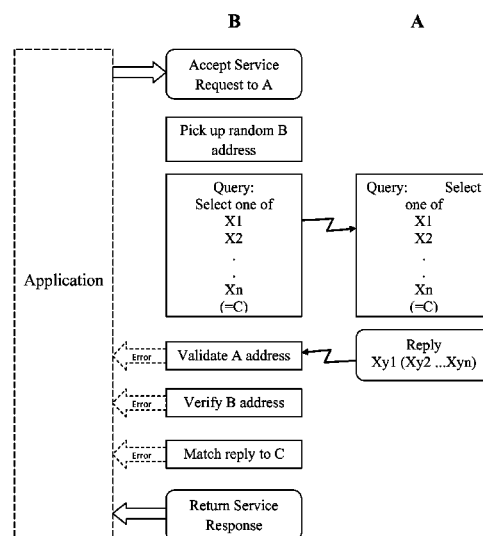 B
A
Accept Service
Request to A
Pick up random B
address
Query:
Select one of
X1
X2
.
.
Xn
(=C)
Query: Select
one of
X1
X2
.
.
Xn
(=C)
Application
Reply
Xy1 (Xy2 ...Xyn)
Error
Validate A address
Error
Verify B address
Error
Match reply to C
Return Service
Response